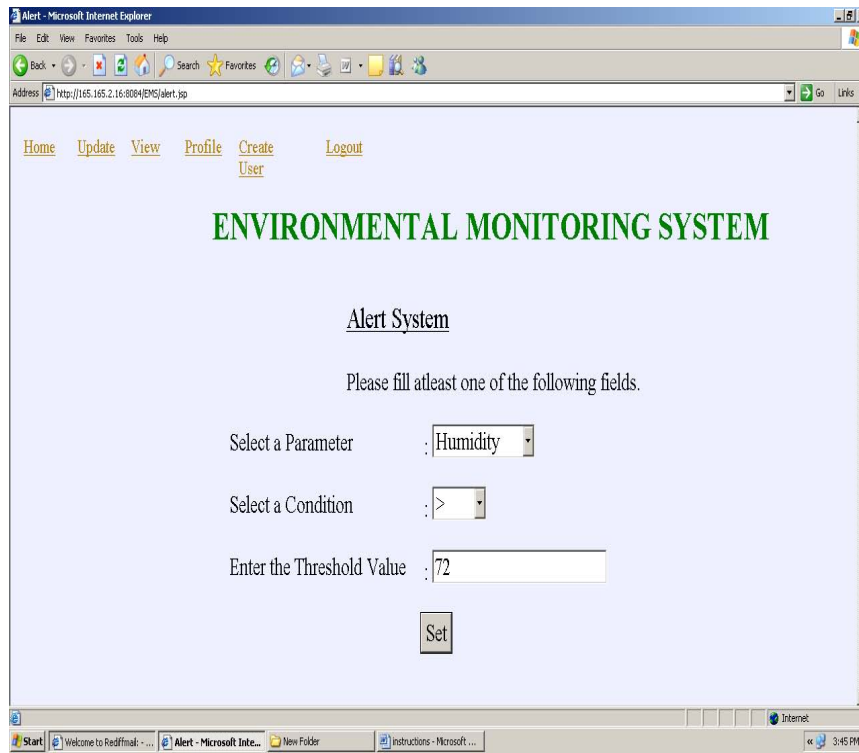 Alert - Microsoft Internet Explorer
File Edit View Favorites Tools Help
Back Search Favorites
Address http://165.165.2.16:8084/EMS/alert.jsp Go Links
Home Update View Profile Create User Logout
ENVIRONMENTAL MONITORING SYSTEM
Alert System
Please fill atleast one of the following fields.
Select a Parameter : Humidity
Select a Condition : >
Enter the Threshold Value : 72
Set
Internet
Start Welcome to Rediffmail: - ... Alert - Microsoft Inte... New Folder instructions - Microsoft ... « 3:45 PM